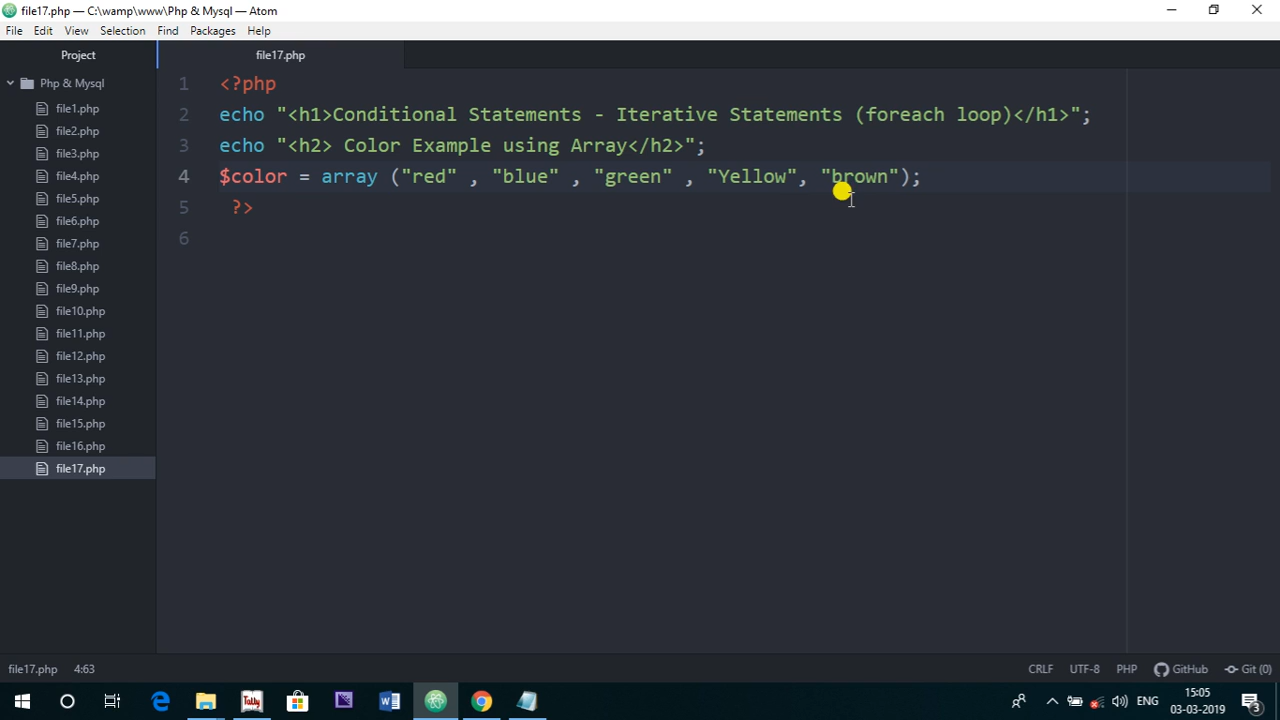 file17.php — C:\wamp\www\Php & Mysql — Atom
File Edit View Selection Find Packages Help
Project
file17.php
Php & Mysql
file1.php
file2.php
file3.php
file4.php
file5.php
file6.php
file7.php
file8.php
file9.php
file10.php
file11.php
file12.php
file13.php
file14.php
file15.php
file16.php
file17.php
1 <?php
2 echo "<h1>Conditional Statements - Iterative Statements (foreach loop)</h1>";
3 echo "<h2> Color Example using Array</h2>";
4 $color = array ("red" , "blue" , "green" , "Yellow", "brown");
5 ?>
6
file17.php 4:63
CRLF UTF-8 PHP GitHub Git (0)
Tally
ENG
15:05
03-03-2019
3